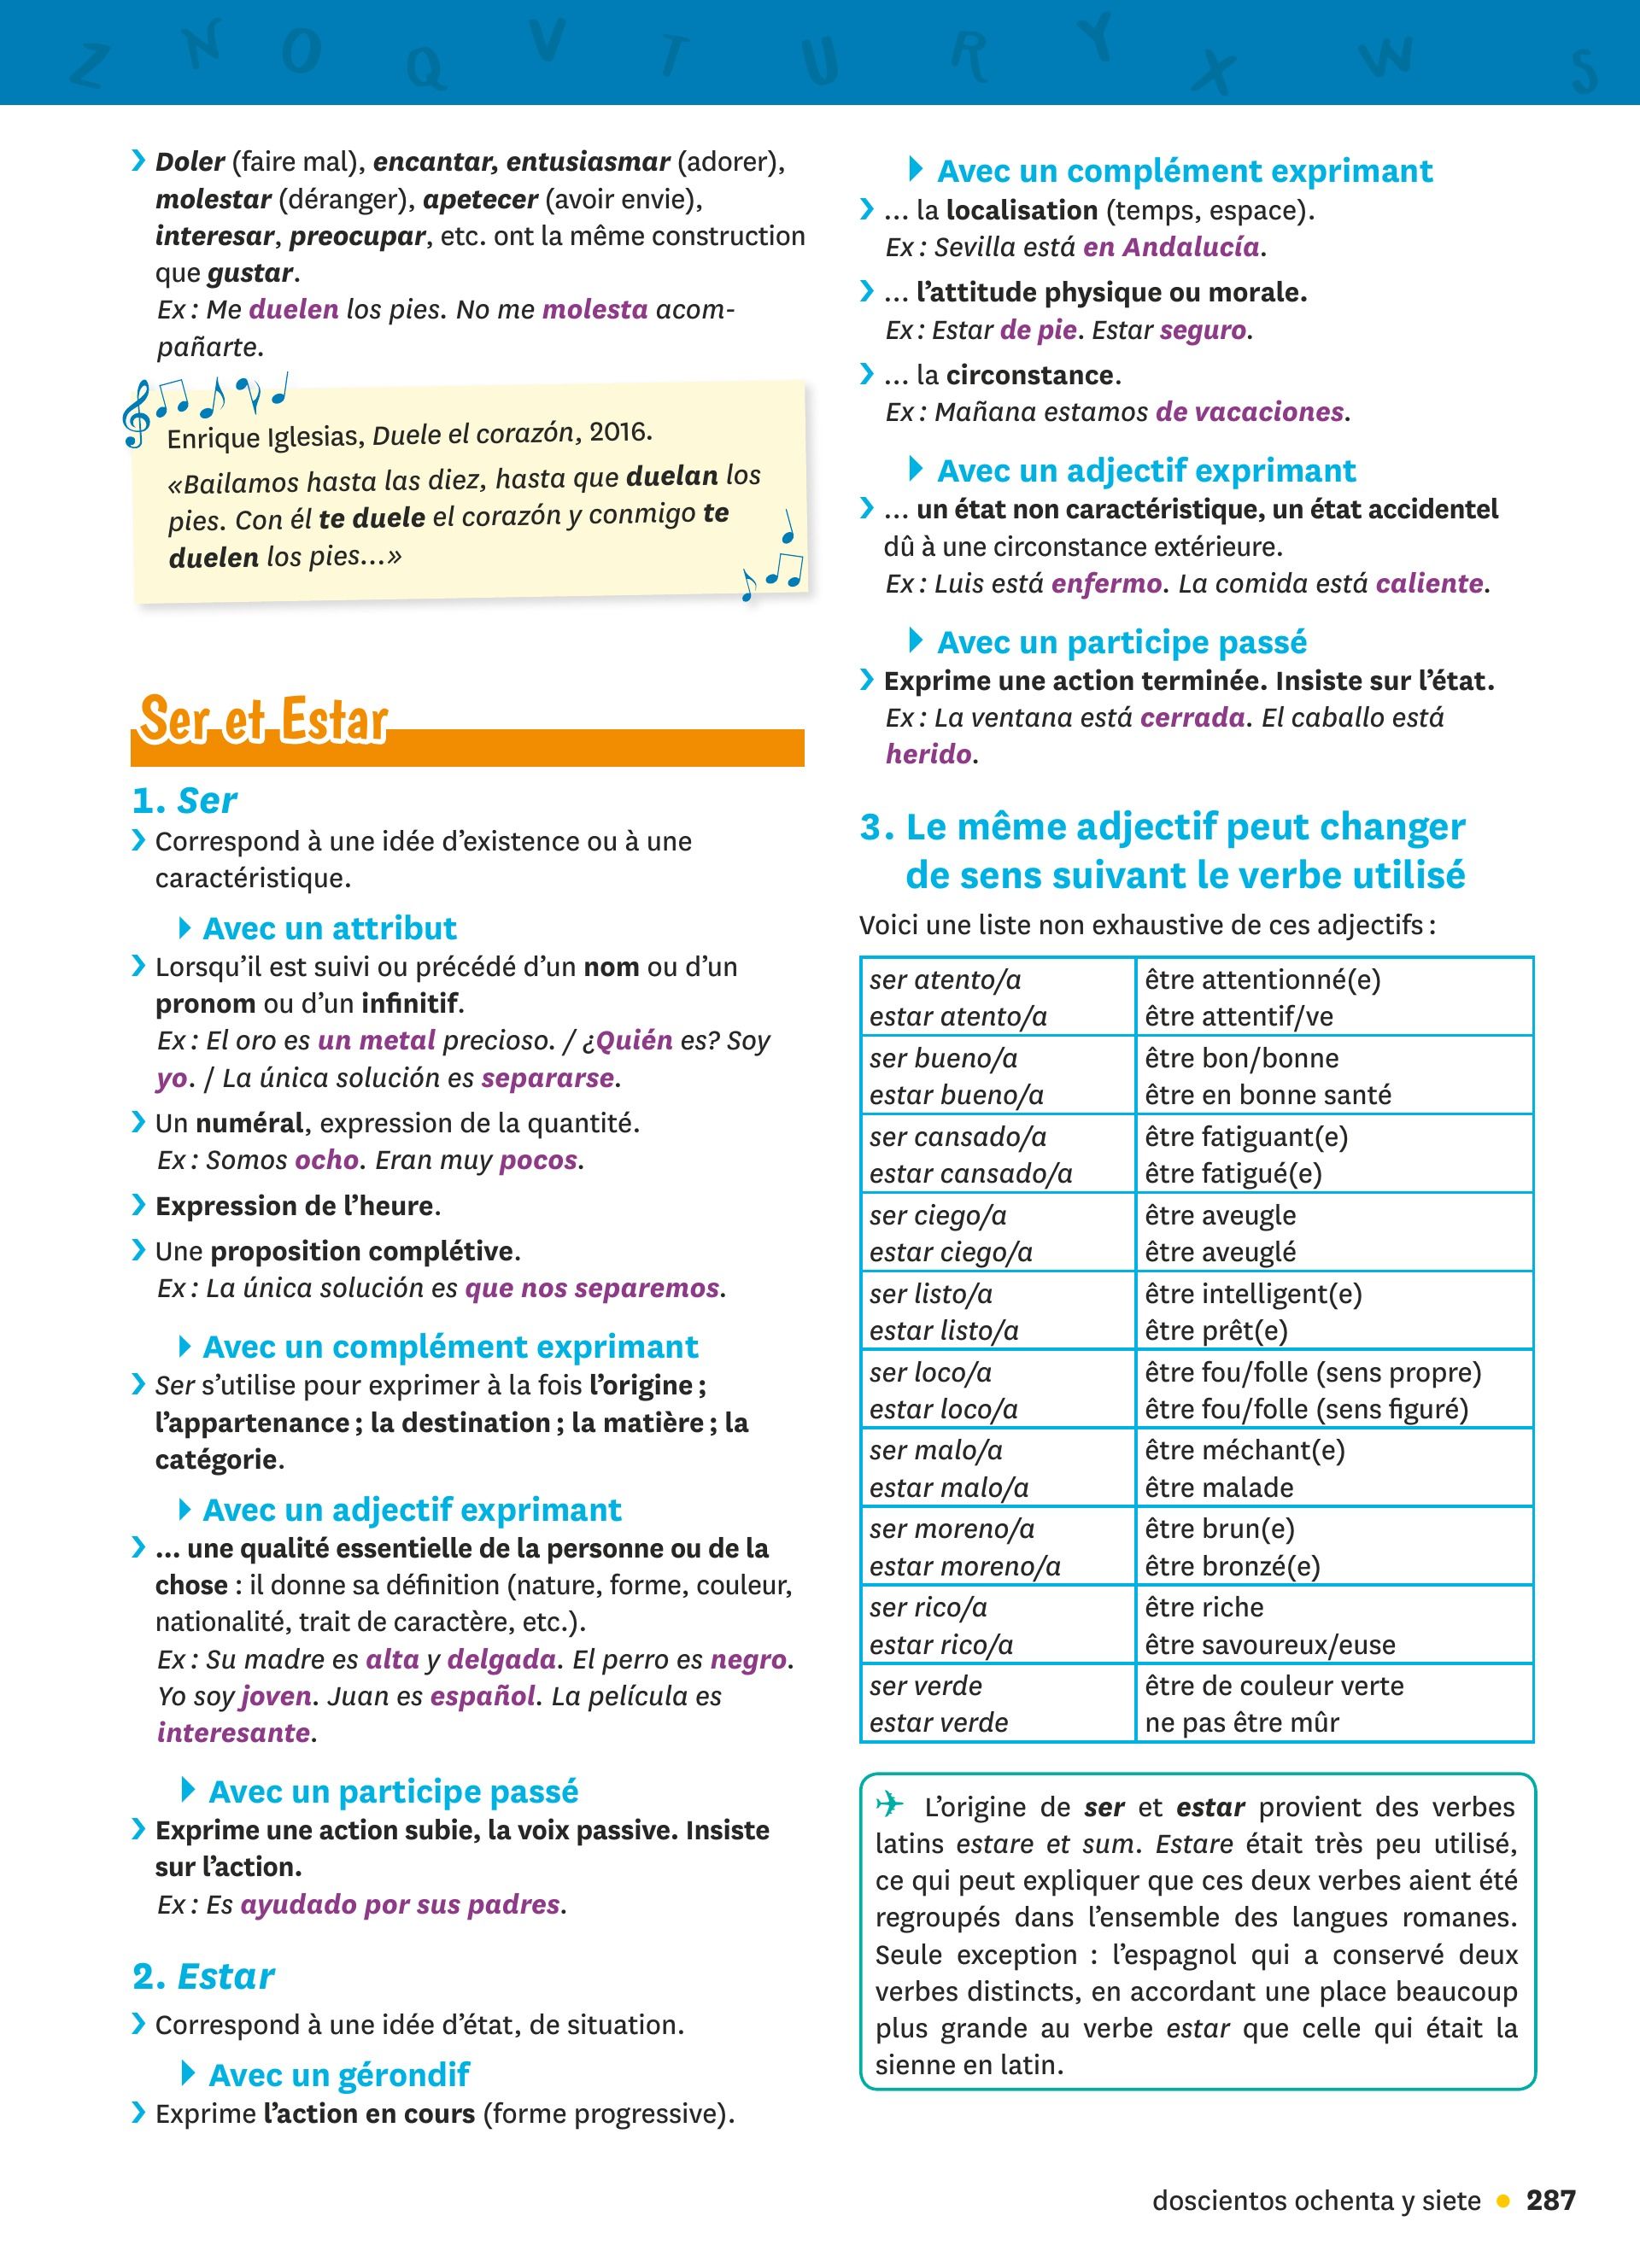 Z N O Q V T U R Y X W S
Doler (faire mal), encantar, entusiasmar (adorer),
molestar (déranger), apetecer (avoir envie),
interesar, preocupar, etc. ont la même construction
que gustar.
Ex : Me duelen los pies. No me molesta acom-
pañarte.
Enrique Iglesias, Duele el corazón, 2016.
«Bailamos hasta las diez, hasta que duelan los
pies. Con él te duele el corazón y conmigo te
duelen los pies...»
Ser et Estar
1. Ser
Correspond à une idée d'existence ou à une
caractéristique.
Avec un attribut
Lorsqu'il est suivi ou précédé d'un nom ou d'un
pronom ou d'un infinitif.
Ex : El oro es un metal precioso. / ¿Quién es? Soy
yo. / La única solución es separarse.
Un numéral, expression de la quantité.
Ex : Somos ocho. Eran muy pocos.
Expression de l'heure.
Une proposition complétive.
Ex : La única solución es que nos separemos.
Avec un complément exprimant
Ser s'utilise pour exprimer à la fois l'origine ;
l'appartenance ; la destination ; la matière ; la
catégorie.
Avec un adjectif exprimant
... une qualité essentielle de la personne ou de la
chose : il donne sa définition (nature, forme, couleur,
nationalité, trait de caractère, etc.).
Ex : Su madre es alta y delgada. El perro es negro.
Yo soy joven. Juan es español. La película es
interesante.
Avec un participe passé
Exprime une action subie, la voix passive. Insiste
sur l'action.
Ex : Es ayudado por sus padres.
2. Estar
Correspond à une idée d'état, de situation.
Avec un gérondif
Exprime l'action en cours (forme progressive).
Avec un complément exprimant
... la localisation (temps, espace).
Ex : Sevilla está en Andalucía.
... l'attitude physique ou morale.
Ex : Estar de pie. Estar seguro.
... la circonstance.
Ex : Mañana estamos de vacaciones.
Avec un adjectif exprimant
... un état non caractéristique, un état accidentel
dû à une circonstance extérieure.
Ex : Luis está enfermo. La comida está caliente.
Avec un participe passé
Exprime une action terminée. Insiste sur l'état.
Ex : La ventana está cerrada. El caballo está
herido.
3. Le même adjectif peut changer
de sens suivant le verbe utilisé
Voici une liste non exhaustive de ces adjectifs :
ser atento/a être attentionné(e)
estar atento/a être attentif/ve
ser bueno/a être bon/bonne
estar bueno/a être en bonne santé
ser cansado/a être fatiguant(e)
estar cansado/a être fatigué(e)
ser ciego/a être aveugle
estar ciego/a être aveuglé
ser listo/a être intelligent(e)
estar listo/a être prêt(e)
ser loco/a être fou/folle (sens propre)
estar loco/a être fou/folle (sens figuré)
ser malo/a être méchant(e)
estar malo/a être malade
ser moreno/a être brun(e)
estar moreno/a être bronzé(e)
ser rico/a être riche
estar rico/a être savoureux/euse
ser verde être de couleur verte
estar verde ne pas être mûr
L'origine de ser et estar provient des verbes
latins estare et sum. Estare était très peu utilisé,
ce qui peut expliquer que ces deux verbes aient été
regroupés dans l'ensemble des langues romanes.
Seule exception : l'espagnol qui a conservé deux
verbes distincts, en accordant une place beaucoup
plus grande au verbe estar que celle qui était la
sienne en latin.
doscientos ochenta y siete • 287